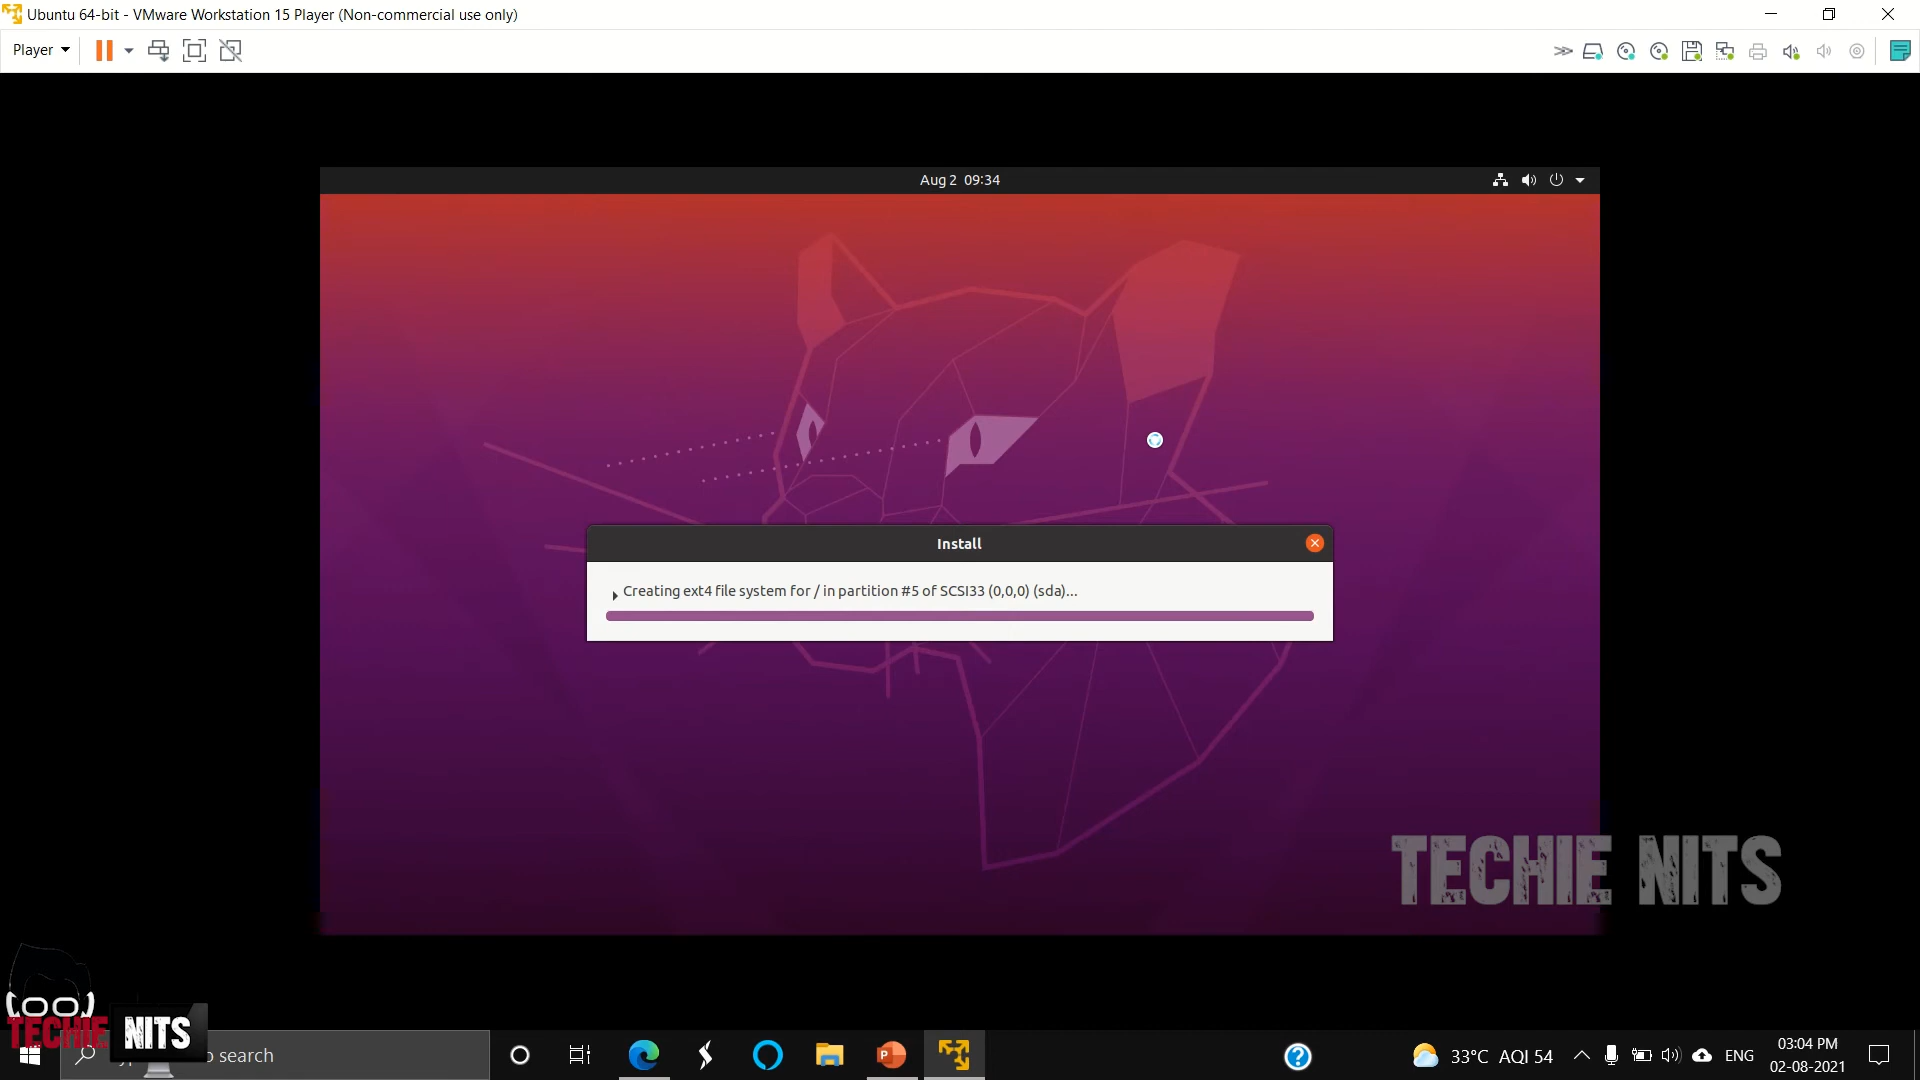 Ubuntu 64-bit - VMware Workstation 15 Player (Non-commercial use only)
Player
Aug 2 09:34
Install
Creating ext4 file system for / in partition #5 of SCSI33 (0,0,0) (sda)...
TECHIE NITS
TECHIE NITS
o search
33°C AQI 54
ENG
03:04 PM
02-08-2021